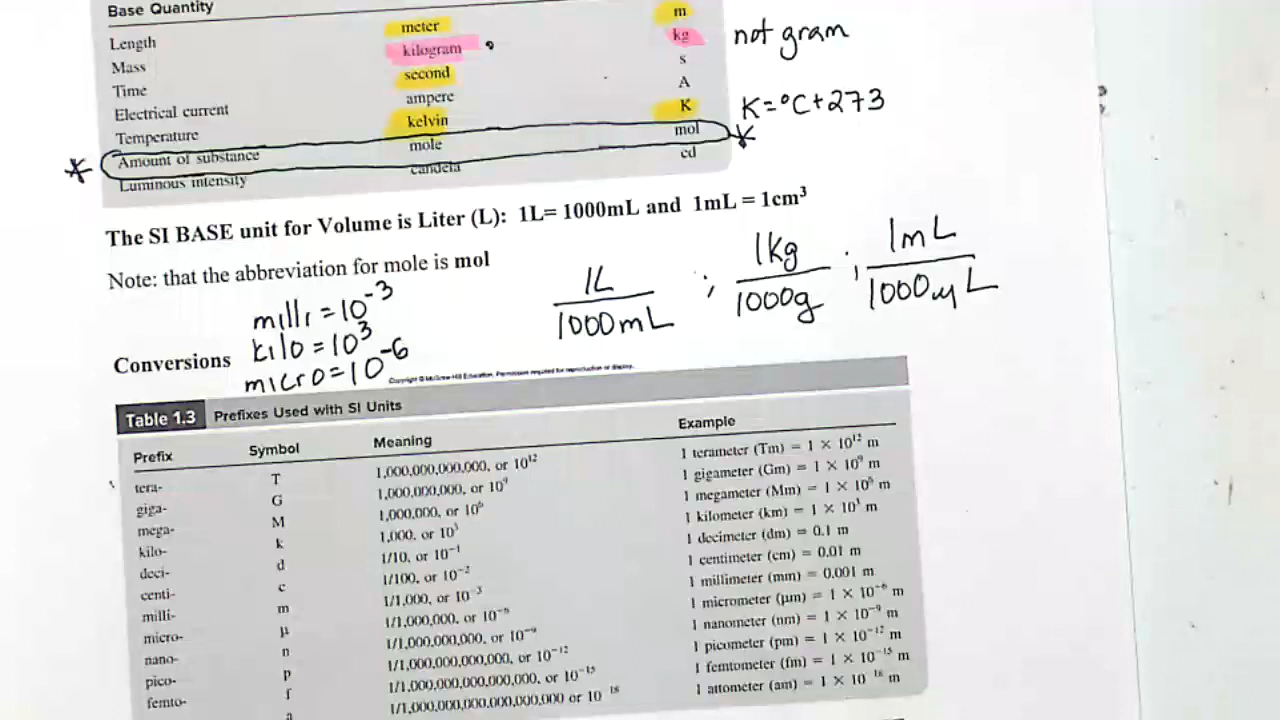 Base Quantity
Length meter m
Mass kilogram kg not gram
Time second s
Electrical current ampere A
Temperature kelvin K K=°C+273
* Amount of substance mole mol *
Luminous intensity candela cd
The SI BASE unit for Volume is Liter (L): 1L= 1000mL and 1mL = 1cm³
Note: that the abbreviation for mole is mol
1L / 1000mL ; 1kg / 1000g ; 1mL / 1000μL
milli = 10⁻³
kilo = 10³
Conversions
micro = 10⁻⁶
Copyright © McGraw-Hill Education. Permission required for reproduction or display.
Table 1.3 Prefixes Used with SI Units
Prefix Symbol Meaning Example
tera- T 1,000,000,000,000, or 10¹² 1 terameter (Tm) = 1 × 10¹² m
giga- G 1,000,000,000, or 10⁹ 1 gigameter (Gm) = 1 × 10⁹ m
mega- M 1,000,000, or 10⁶ 1 megameter (Mm) = 1 × 10⁶ m
kilo- k 1,000, or 10³ 1 kilometer (km) = 1 × 10³ m
deci- d 1/10, or 10⁻¹ 1 decimeter (dm) = 0.1 m
centi- c 1/100, or 10⁻² 1 centimeter (cm) = 0.01 m
milli- m 1/1,000, or 10⁻³ 1 millimeter (mm) = 0.001 m
micro- μ 1/1,000,000, or 10⁻⁶ 1 micrometer (μm) = 1 × 10⁻⁶ m
nano- n 1/1,000,000,000, or 10⁻⁹ 1 nanometer (nm) = 1 × 10⁻⁹ m
pico- p 1/1,000,000,000,000, or 10⁻¹² 1 picometer (pm) = 1 × 10⁻¹² m
femto- f 1/1,000,000,000,000,000, or 10⁻¹⁵ 1 femtometer (fm) = 1 × 10⁻¹⁵ m
a 1/1,000,000,000,000,000,000 or 10⁻¹⁸ 1 attometer (am) = 1 × 10⁻¹⁸ m